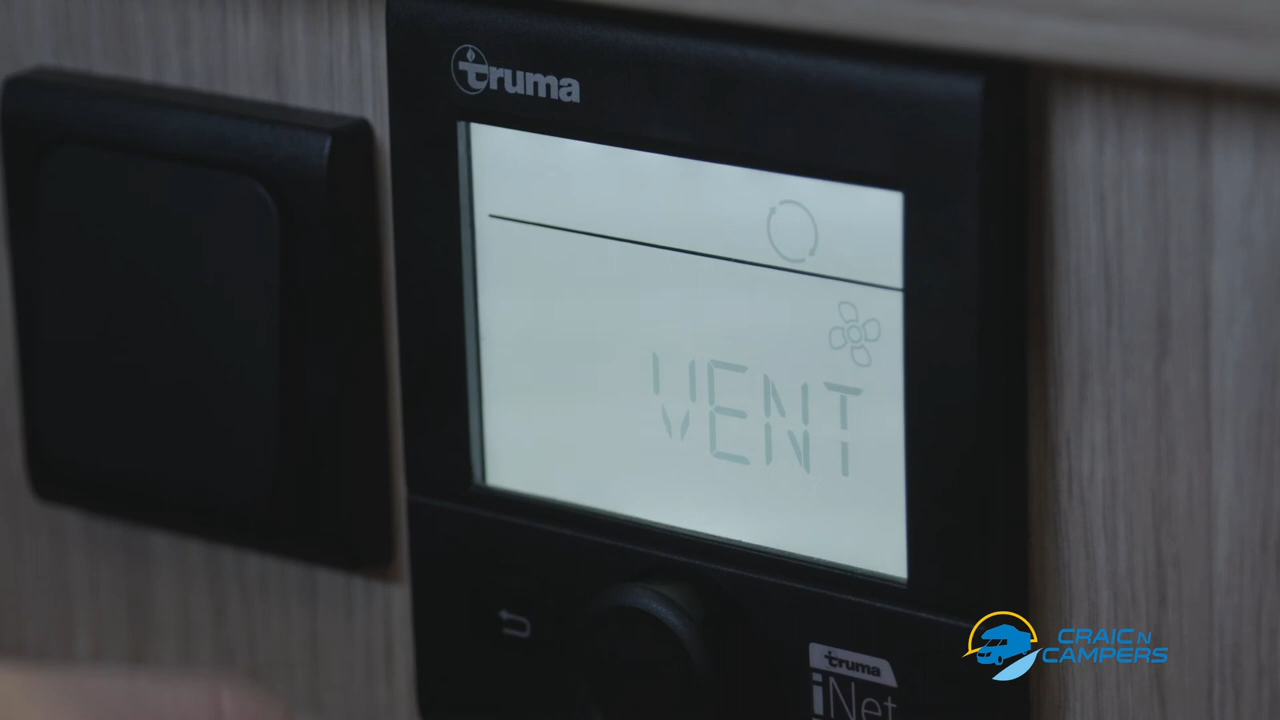 truma
VENT
truma
iNet
CRAIC N
CAMPERS